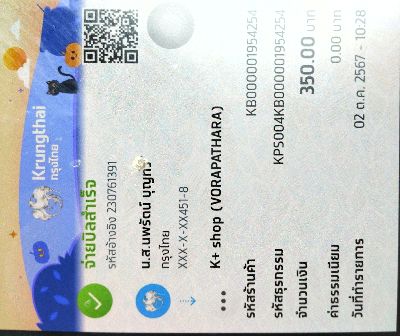 Krungthai
กรุงไทย
จ่ายบิลสำเร็จ
รหัสอ้างอิง 230761391
น.ส.นพรัตน์
กรุงไทย
XXX-X-XX451-8
K+ shop (VORAPATHARA)
รหัสร้านค้า KB000001954254
รหัสธุรกรรม KPS004KB000001954254
จำนวนเงิน 350.00 บาท
ค่าธรรมเนียม 0.00 บาท
วันที่ทำรายการ 02 ต.ค. 2567 - 10:28